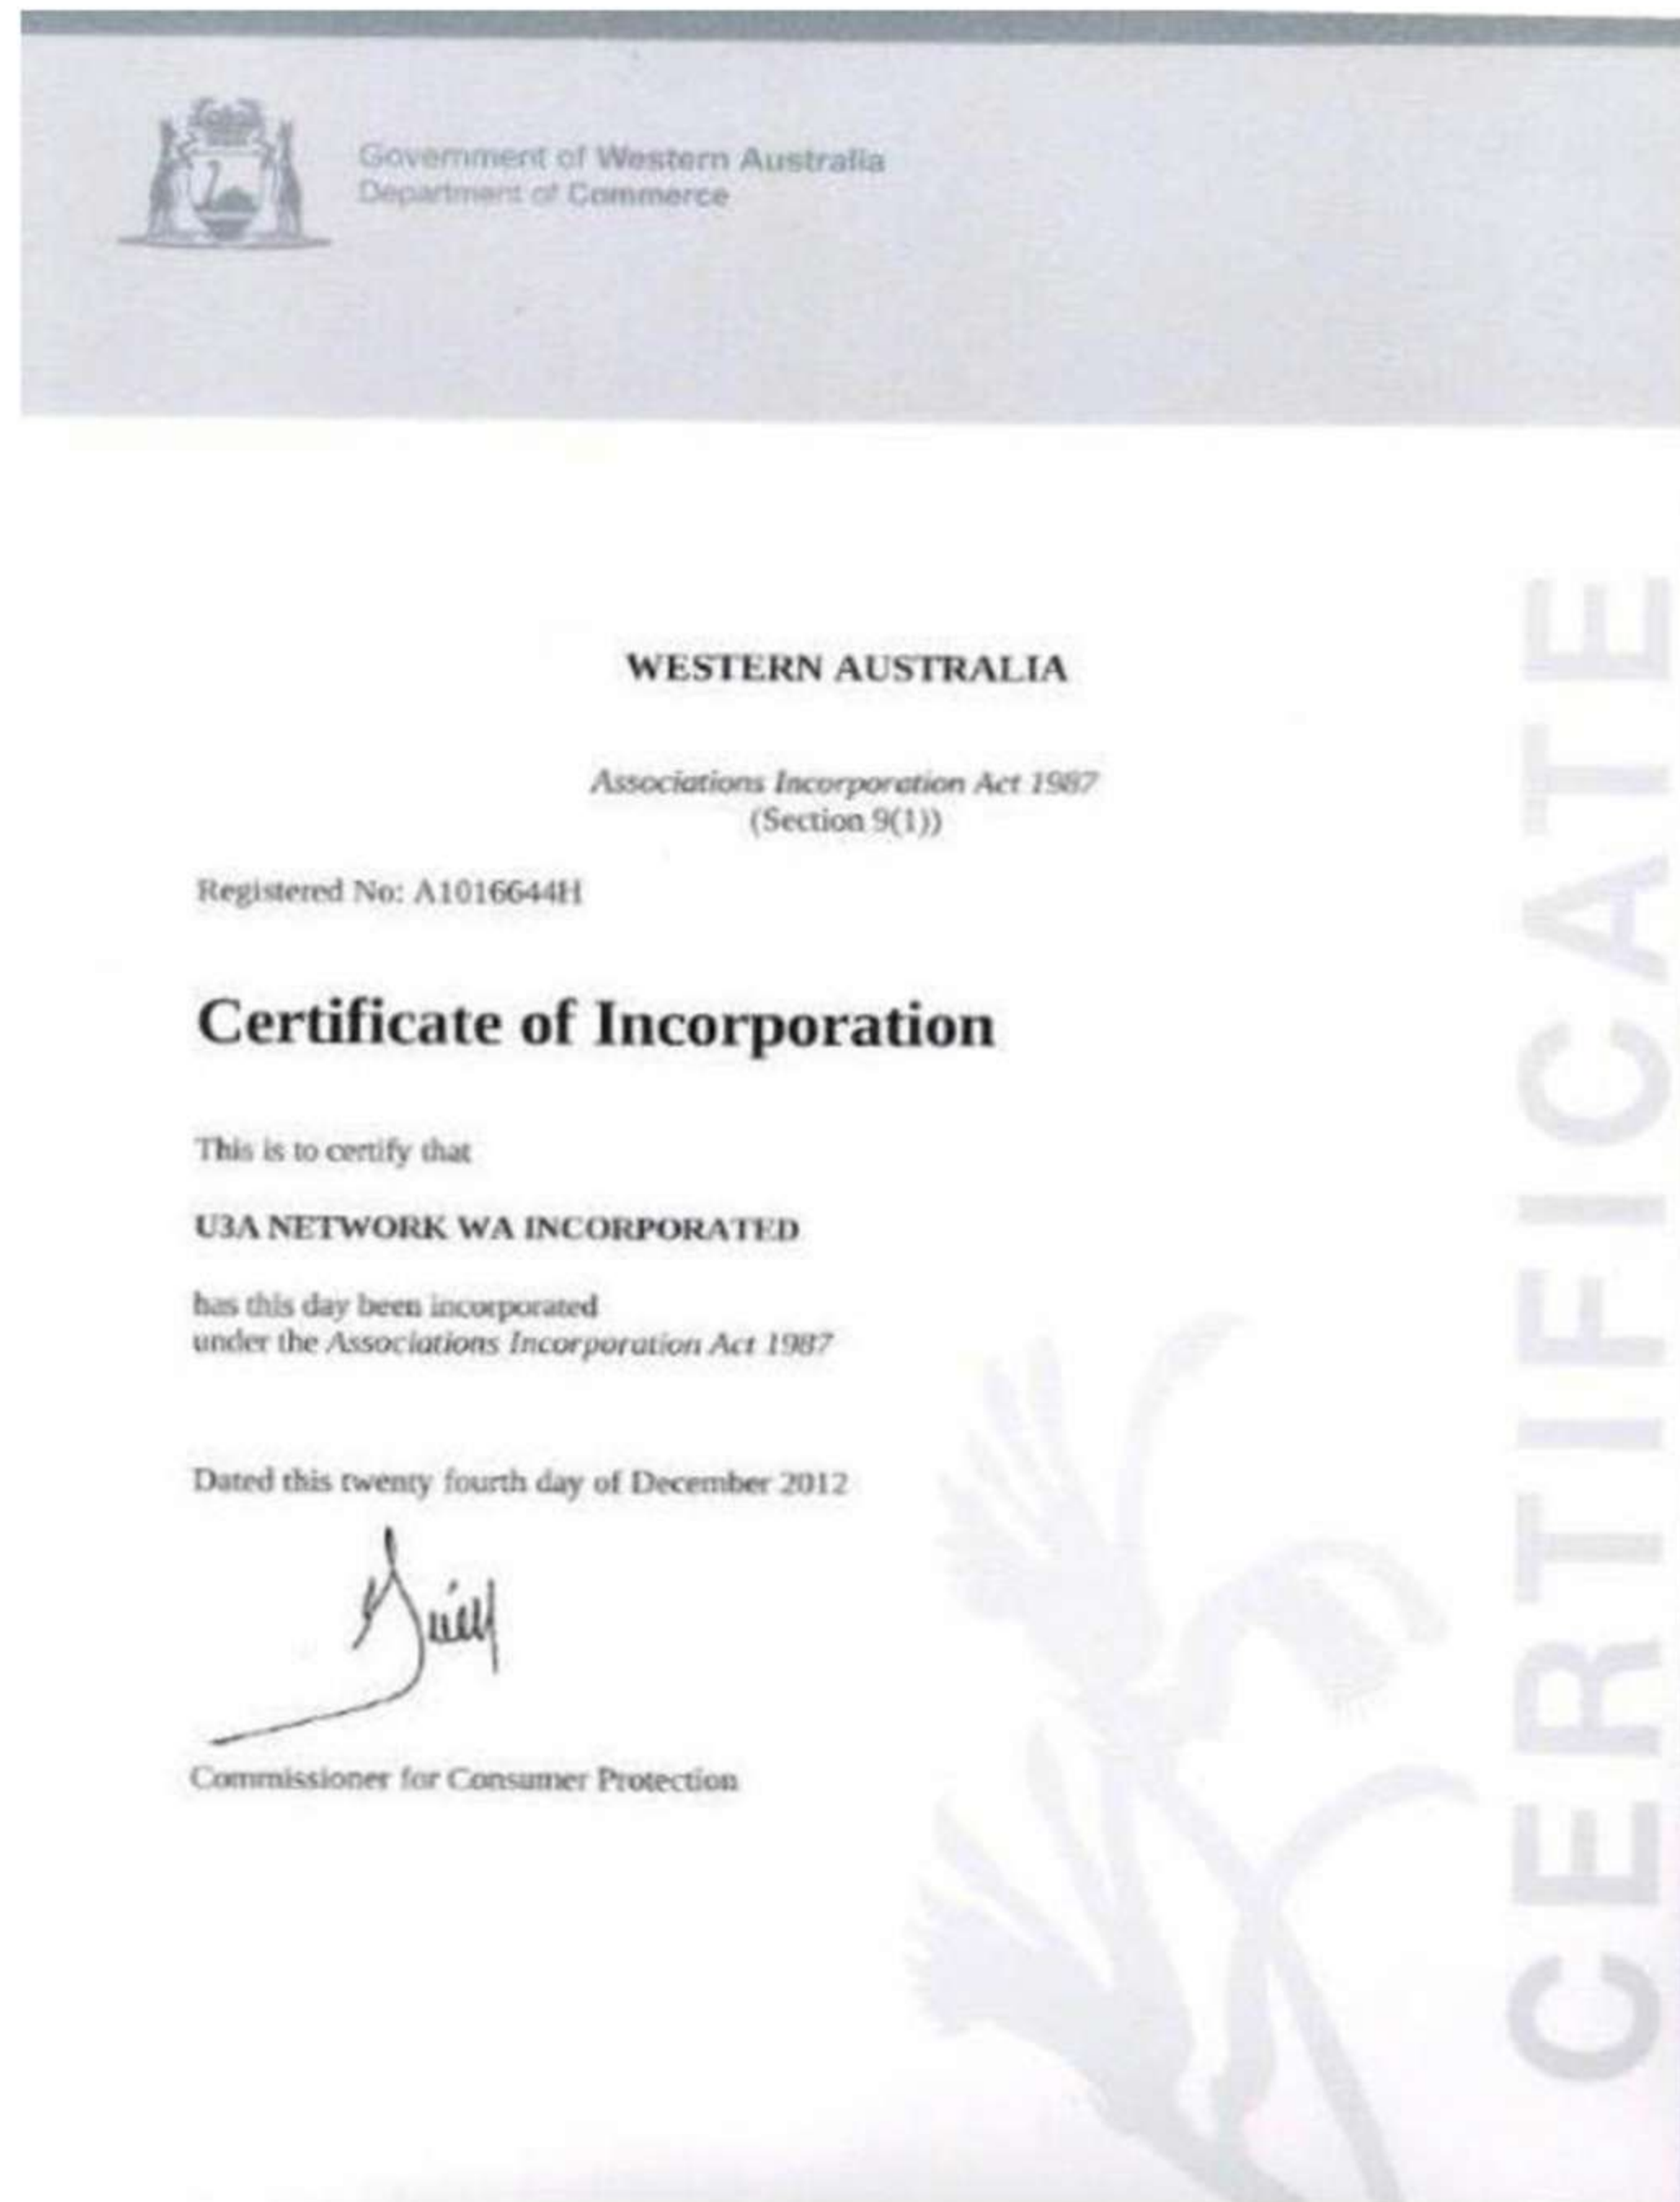 Government of Western Australia
Department of Commerce
WESTERN AUSTRALIA
Associations Incorporation Act 1987
(Section 9(1))
Registered No: A1016644H
Certificate of Incorporation
This is to certify that
U3A NETWORK WA INCORPORATED
has this day been incorporated
under the Associations Incorporation Act 1987
Dated this twenty fourth day of December 2012
Commissioner for Consumer Protection
CERTIFICATE